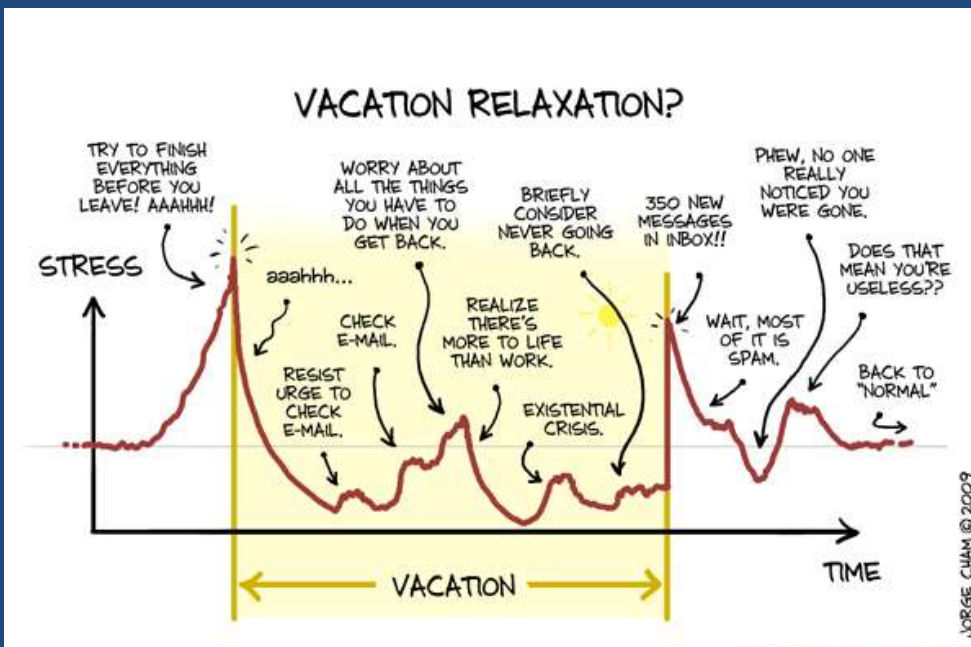 VACATION RELAXATION?
TRY TO FINISH
EVERYTHING
BEFORE YOU
LEAVE! AAAHHH!
WORRY ABOUT
ALL THE THINGS
YOU HAVE TO
DO WHEN YOU
GET BACK.
BRIEFLY
CONSIDER
NEVER GOING
BACK.
350 NEW
MESSAGES
IN INBOX!!
PHEW, NO ONE
REALLY
NOTICED YOU
WERE GONE.
STRESS
aaahhh...
DOES THAT
MEAN YOU'RE
USELESS??
CHECK
E-MAIL.
REALIZE
THERE'S
MORE TO LIFE
THAN WORK.
WAIT, MOST
OF IT IS
SPAM.
RESIST
URGE TO
CHECK
E-MAIL.
EXISTENTIAL
CRISIS.
BACK TO
"NORMAL"
VACATION
TIME
JORGE CHAM © 2009